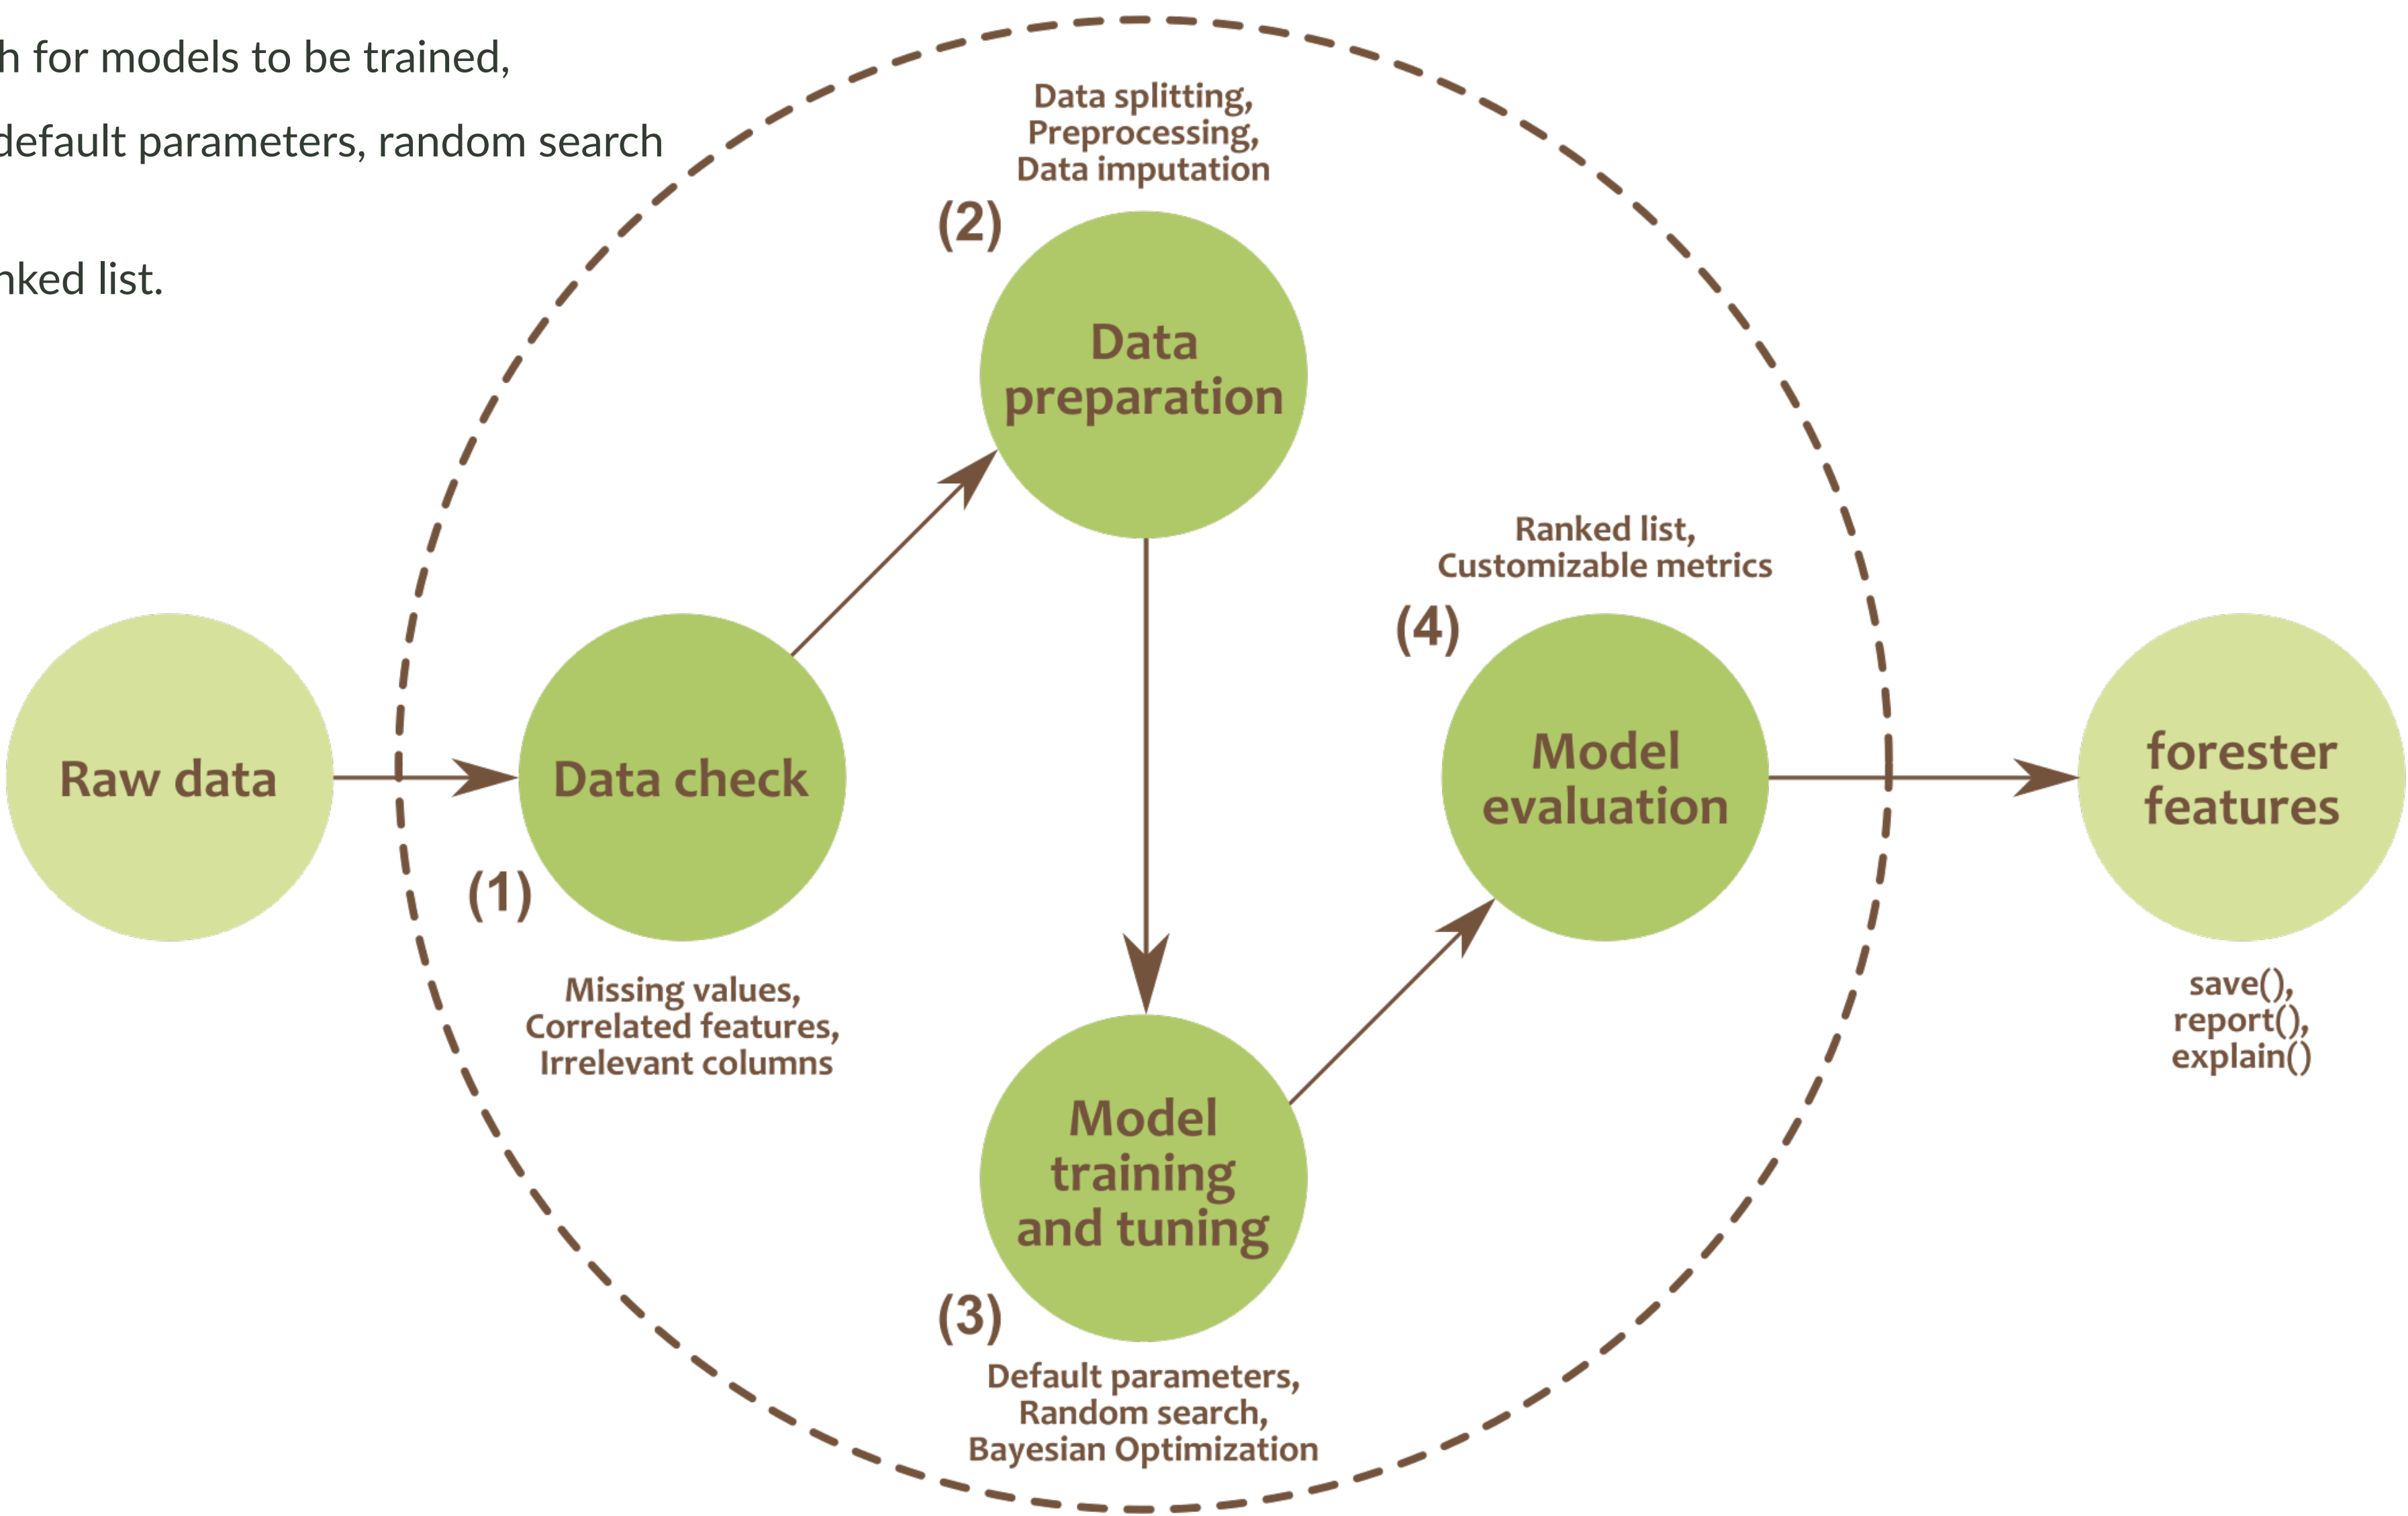 for models to be trained,
default parameters, random search
list.
Data splitting,
Preprocessing,
Data imputation
(2)
Data
preparation
Ranked list,
Customizable metrics
(4)
Raw data
Data check
Model
evaluation
forester
features
(1)
Missing values,
Correlated features,
Irrelevant columns
save(),
report(),
explain()
Model
training
and tuning
(3)
Default parameters,
Random search,
Bayesian Optimization